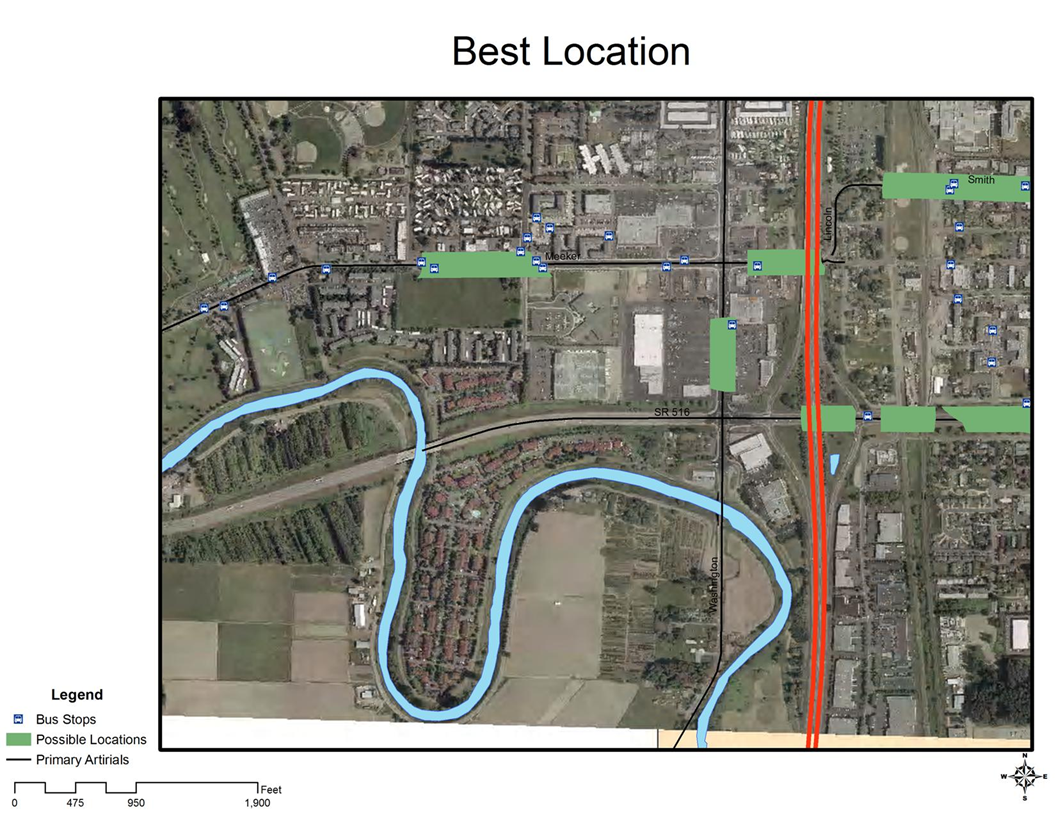 Best Location
Smith
Lincoln
Meeker
SR 516
Washington
Legend
Bus Stops
Possible Locations
Primary Artirials
Feet
0 475 950 1,900
N
W E
S